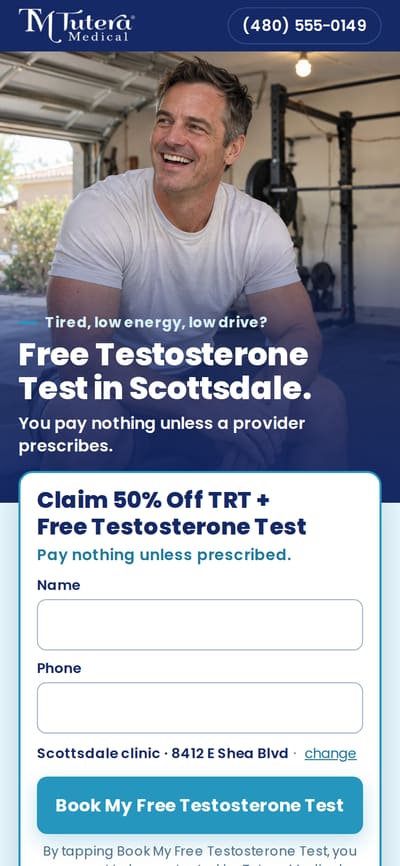 Tutera
Medical
(480) 555-0149
Tired, low energy, low drive?
Free Testosterone
Test in Scottsdale.
You pay nothing unless a provider
prescribes.
Claim 50% Off TRT +
Free Testosterone Test
Pay nothing unless prescribed.
Name
Phone
Scottsdale clinic · 8412 E Shea Blvd · change
Book My Free Testosterone Test
By tapping Book My Free Testosterone Test, you